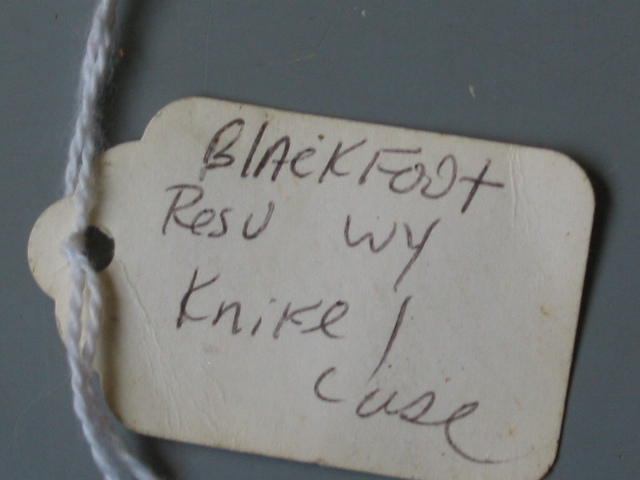 BlAcKFOOt
Resv WY
Knife /
Case